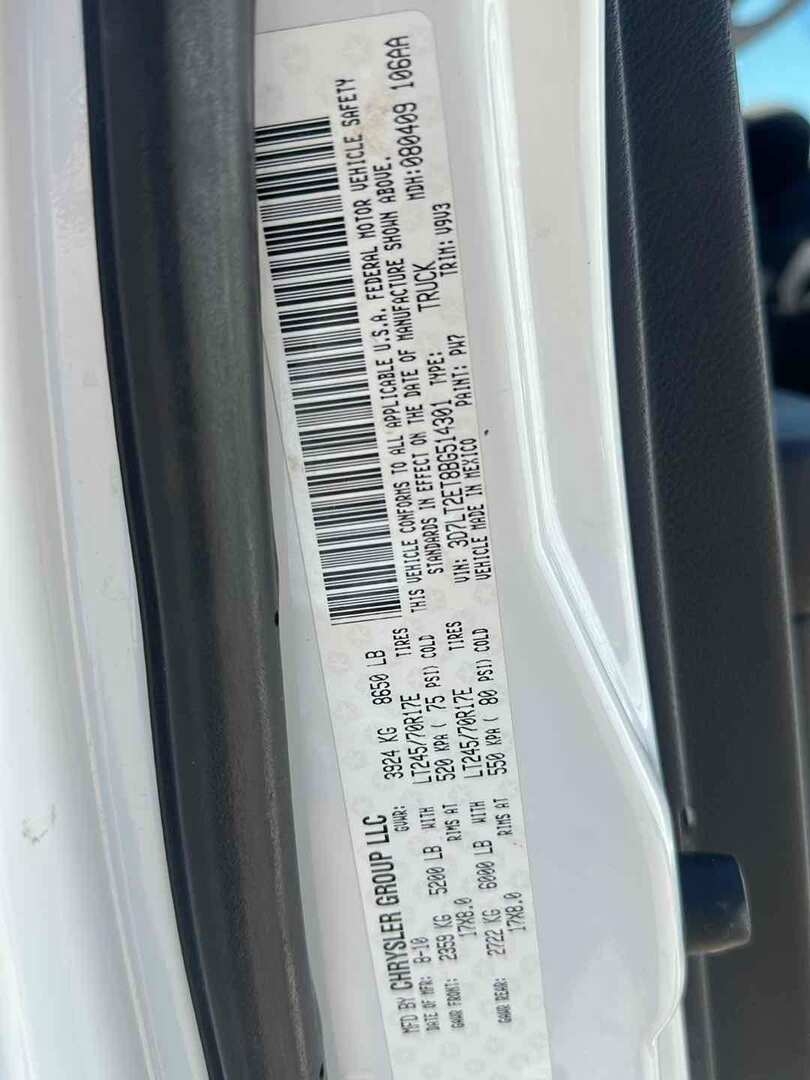 MFD BY CHRYSLER GROUP LLC
DATE OF MFR: 8-10 GVWR: 3924 KG 8650 LB
GAWR FRONT: 2359 KG 5200 LB WITH LT245/70R17E TIRES
17X8.0 RIMS AT 520 KPA ( 75 PSI) COLD
GAWR REAR: 2722 KG 6000 LB WITH LT245/70R17E TIRES
17X8.0 RIMS AT 550 KPA ( 80 PSI) COLD
THIS VEHICLE CONFORMS TO ALL APPLICABLE U.S.A. FEDERAL MOTOR VEHICLE SAFETY
STANDARDS IN EFFECT ON THE DATE OF MANUFACTURE SHOWN ABOVE.
MDH:080409 106AA
VIN: 3D7LT2ET8BG514301 TYPE: TRUCK
VEHICLE MADE IN MEXICO PAINT: PW7 TRIM: V9V3